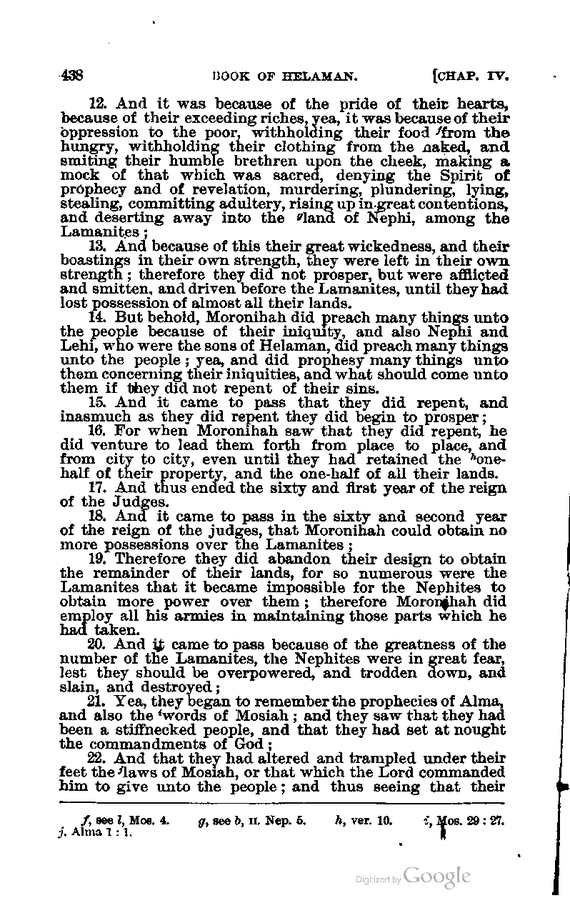 438 BOOK OF HELAMAN. [CHAP. IV.
12. And it was because of the pride of their hearts,
because of their exceeding riches, yea, it was because of their
oppression to the poor, withholding their food ᶠfrom the
hungry, withholding their clothing from the naked, and
smiting their humble brethren upon the cheek, making a
mock of that which was sacred, denying the Spirit of
prophecy and of revelation, murdering, plundering, lying,
stealing, committing adultery, rising up in great contentions,
and deserting away into the ᵍland of Nephi, among the
Lamanites;
13. And because of this their great wickedness, and their
boastings in their own strength, they were left in their own
strength; therefore they did not prosper, but were afflicted
and smitten, and driven before the Lamanites, until they had
lost possession of almost all their lands.
14. But behold, Moronihah did preach many things unto
the people because of their iniquity, and also Nephi and
Lehi, who were the sons of Helaman, did preach many things
unto the people; yea, and did prophesy many things unto
them concerning their iniquities, and what should come unto
them if they did not repent of their sins.
15. And it came to pass that they did repent, and
inasmuch as they did repent they did begin to prosper;
16. For when Moronihah saw that they did repent, he
did venture to lead them forth from place to place, and
from city to city, even until they had retained the ʰone-
half of their property, and the one-half of all their lands.
17. And thus ended the sixty and first year of the reign
of the Judges.
18. And it came to pass in the sixty and second year
of the reign of the judges, that Moronihah could obtain no
more possessions over the Lamanites;
19. Therefore they did abandon their design to obtain
the remainder of their lands, for so numerous were the
Lamanites that it became impossible for the Nephites to
obtain more power over them; therefore Moronihah did
employ all his armies in maintaining those parts which he
had taken.
20. And it came to pass because of the greatness of the
number of the Lamanites, the Nephites were in great fear,
lest they should be overpowered, and trodden down, and
slain, and destroyed;
21. Yea, they began to remember the prophecies of Alma,
and also the ⁱwords of Mosiah; and they saw that they had
been a stiffnecked people, and that they had set at nought
the commandments of God;
22. And that they had altered and trampled under their
feet the ʲlaws of Mosiah, or that which the Lord commanded
him to give unto the people; and thus seeing that their
f, see l, Mos. 4. g, see b, II. Nep. 5. h, ver. 10. i, Mos. 29:27.
j. Alma 1:1.
Digitized by Google